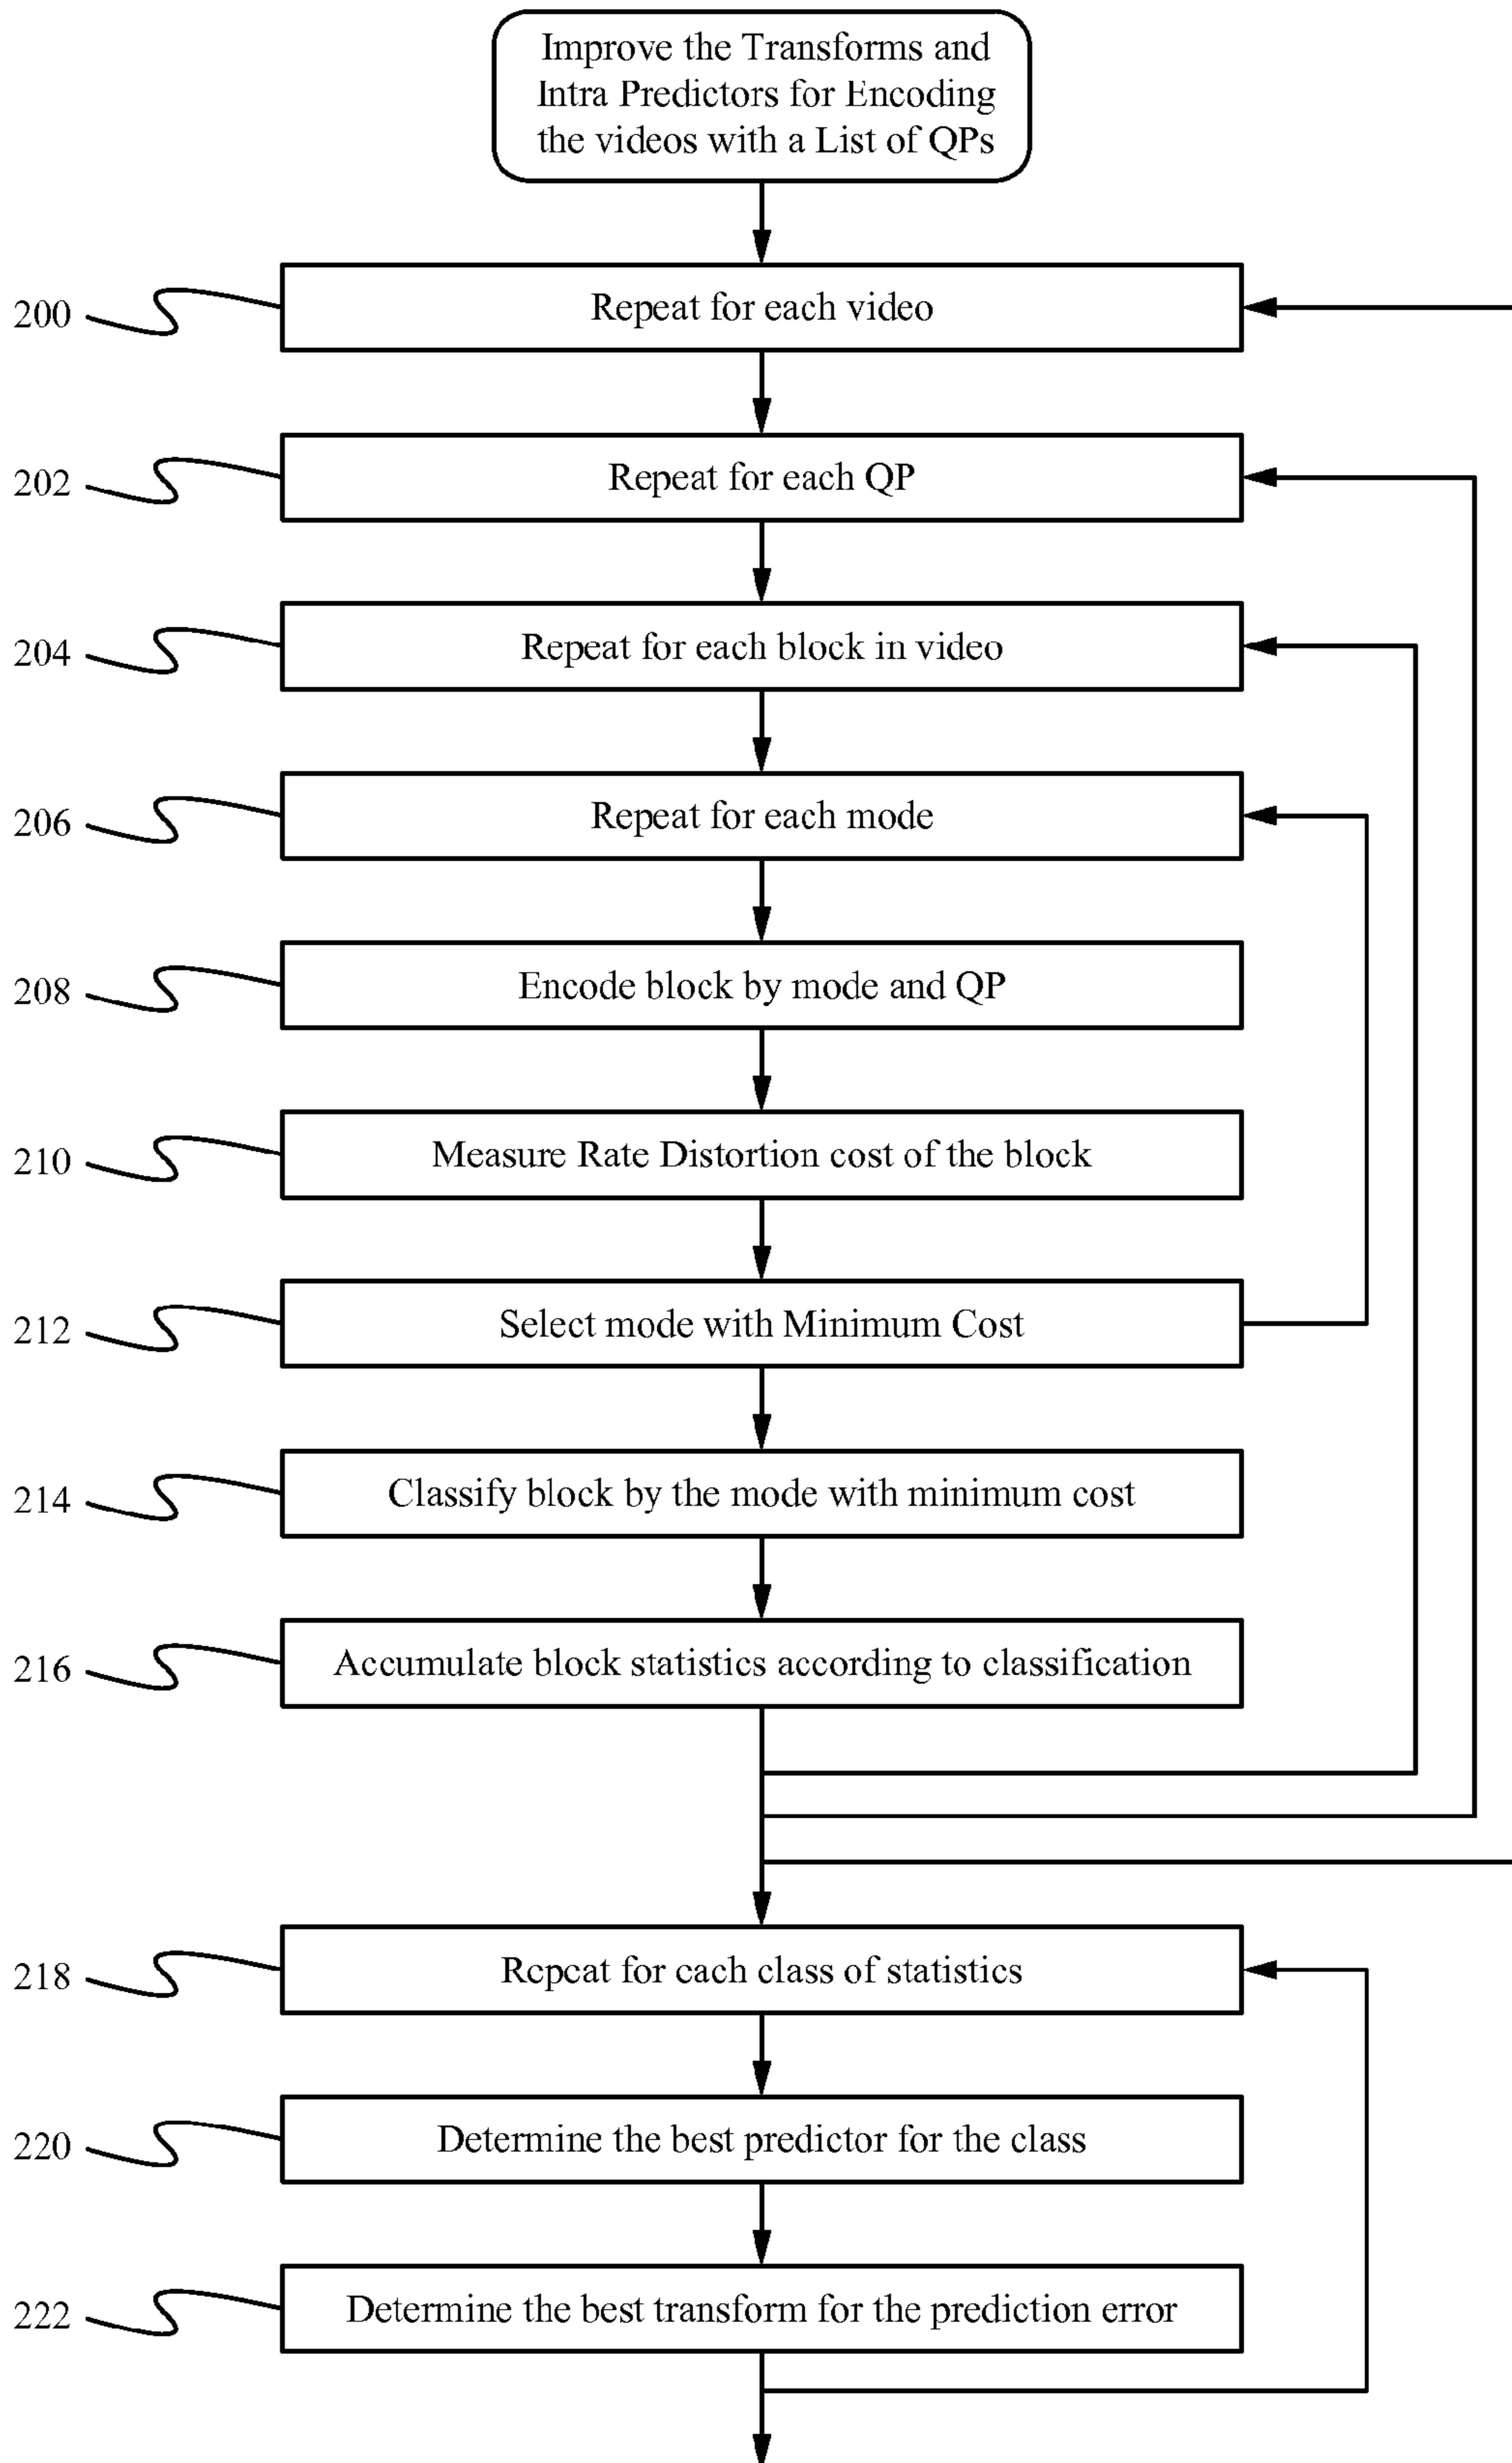 Improve the Transforms and
Intra Predictors for Encoding
the videos with a List of QPs
200
Repeat for each video
202
Repeat for each QP
204
Repeat for each block in video
206
Repeat for each mode
208
Encode block by mode and QP
210
Measure Rate Distortion cost of the block
212
Select mode with Minimum Cost
214
Classify block by the mode with minimum cost
216
Accumulate block statistics according to classification
218
Repeat for each class of statistics
220
Determine the best predictor for the class
222
Determine the best transform for the prediction error